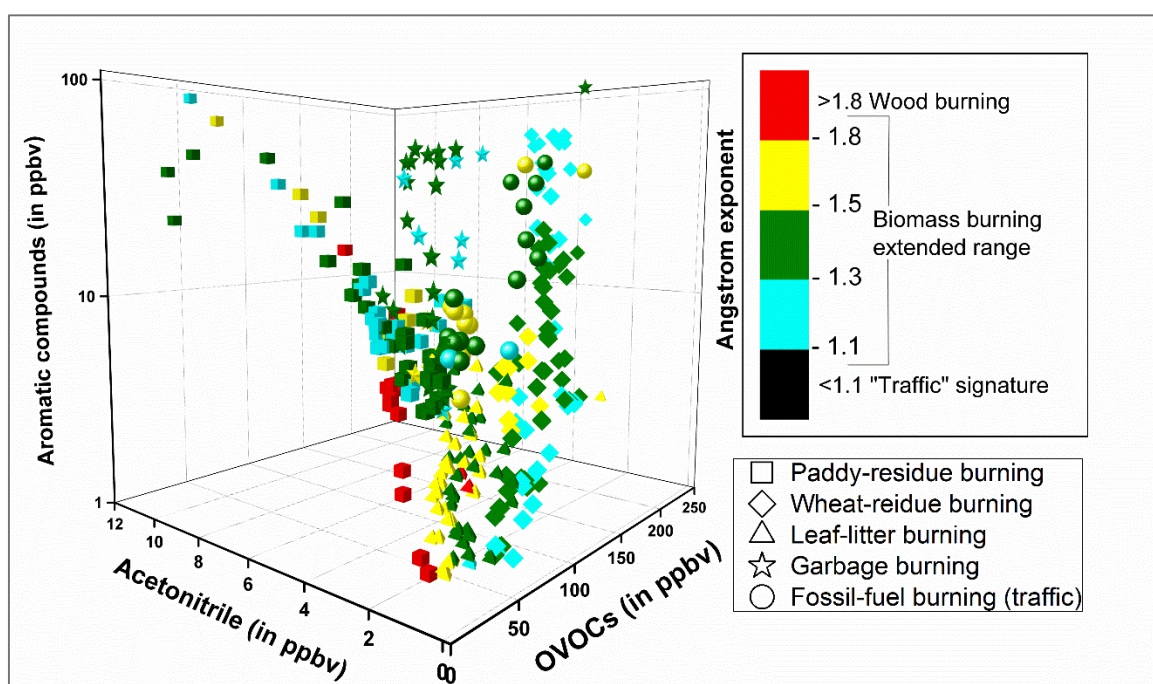 100
10
1
Aromatic compounds (in ppbv)
12
10
8
6
4
2
0
Acetonitrile (in ppbv)
0
50
100
150
200
250
OVOCs (in ppbv)
Angstrom exponent
>1.8 Wood burning
1.8
1.5
Biomass burning
extended range
1.3
1.1
<1.1 "Traffic" signature
Paddy-residue burning
Wheat-reidue burning
Leaf-litter burning
Garbage burning
Fossil-fuel burning (traffic)